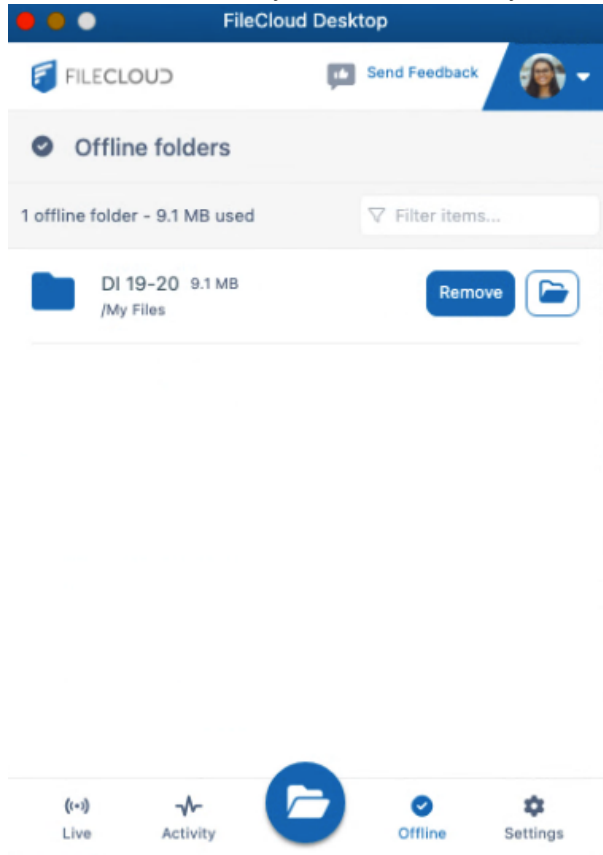 FileCloud Desktop
FILECLOUD
Send Feedback
Offline folders
1 offline folder - 9.1 MB used
Filter items...
DI 19-20 9.1 MB
/My Files
Remove
Live
Activity
Offline
Settings